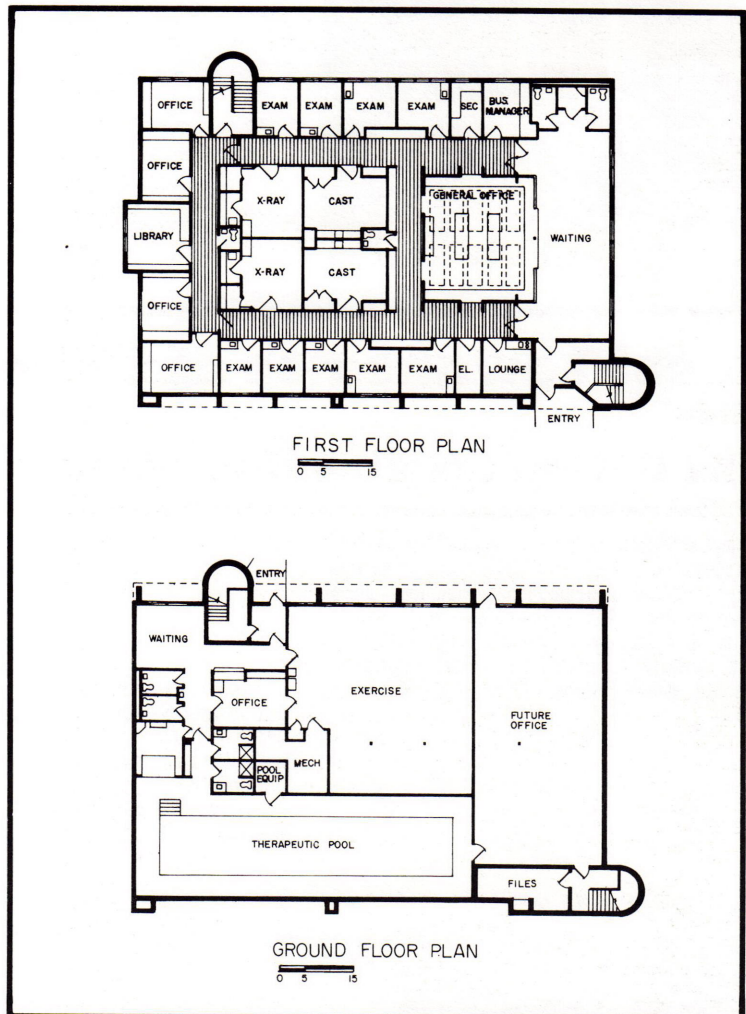 OFFICE
EXAM
EXAM
EXAM
EXAM
SEC
BUS.
MANAGER
OFFICE
X-RAY
CAST
GENERAL OFFICE
LIBRARY
WAITING
X-RAY
CAST
OFFICE
OFFICE
EXAM
EXAM
EXAM
EXAM
EXAM
EL.
LOUNGE
ENTRY
FIRST FLOOR PLAN
0 5 15
ENTRY
WAITING
OFFICE
EXERCISE
FUTURE
OFFICE
MECH
POOL
EQUIP
THERAPEUTIC POOL
FILES
GROUND FLOOR PLAN
0 5 15